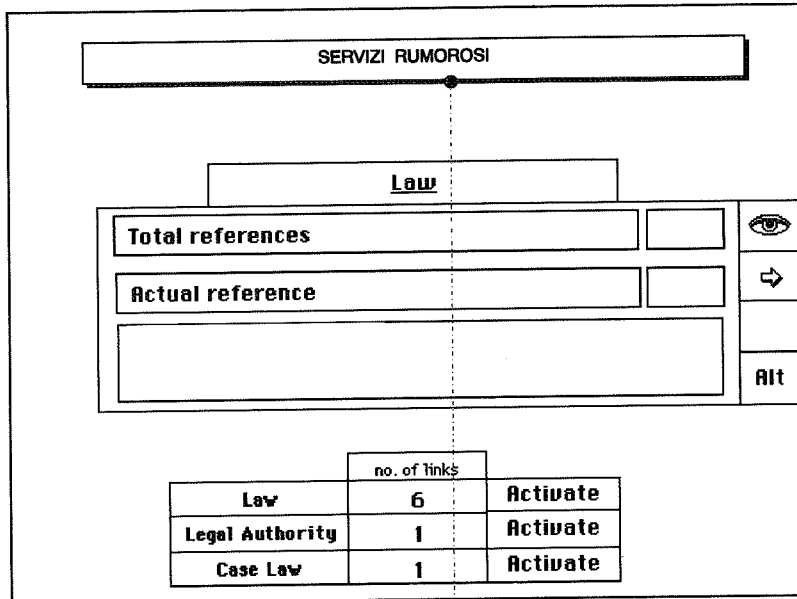 SERVIZI RUMOROSI
Law
Total references
Actual reference
Alt
no. of links
Law 6 Activate
Legal Authority 1 Activate
Case Law 1 Activate